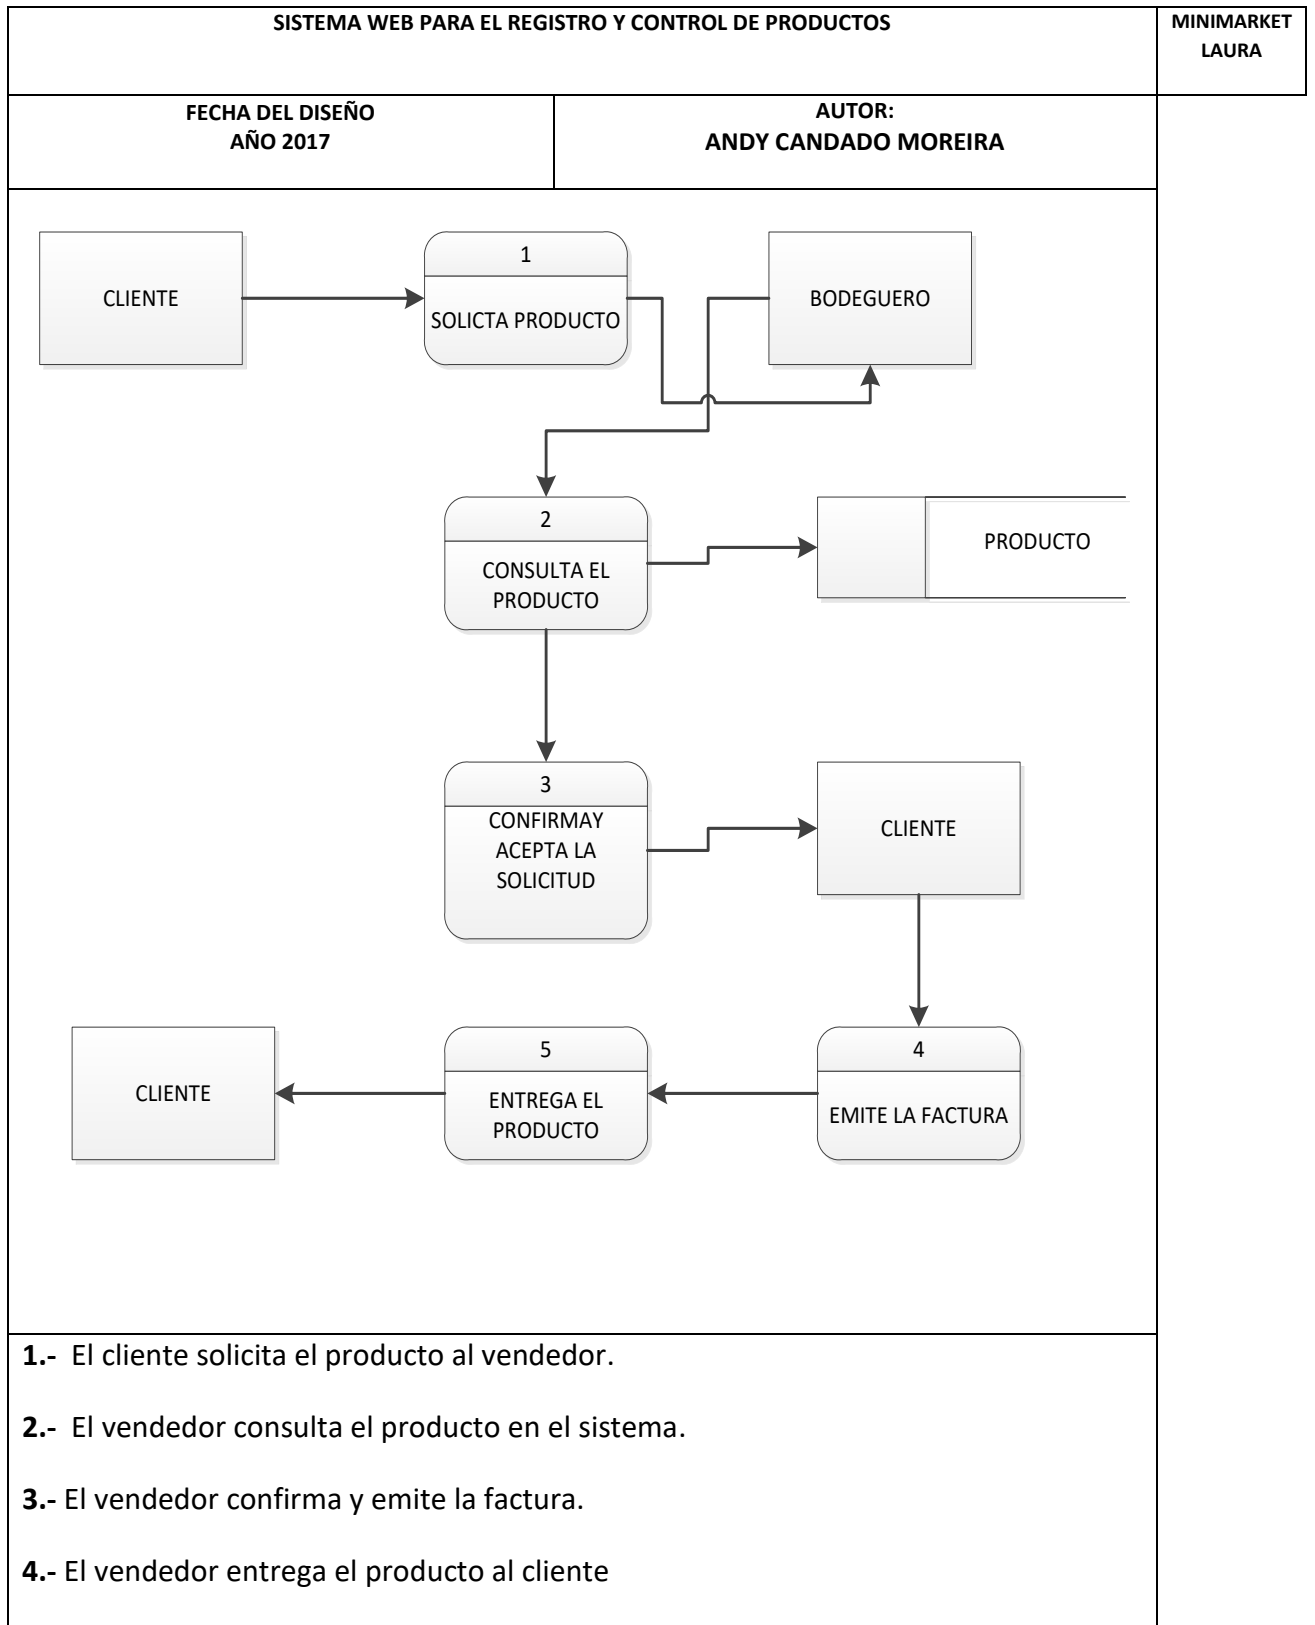 SISTEMA WEB PARA EL REGISTRO Y CONTROL DE PRODUCTOS
MINIMARKET
LAURA
FECHA DEL DISEÑO
AÑO 2017
AUTOR:
ANDY CANDADO MOREIRA
CLIENTE
1
SOLICTA PRODUCTO
BODEGUERO
2
CONSULTA EL
PRODUCTO
PRODUCTO
3
CONFIRMAY
ACEPTA LA
SOLICITUD
CLIENTE
CLIENTE
5
ENTREGA EL
PRODUCTO
4
EMITE LA FACTURA
1.- El cliente solicita el producto al vendedor.
2.- El vendedor consulta el producto en el sistema.
3.- El vendedor confirma y emite la factura.
4.- El vendedor entrega el producto al cliente